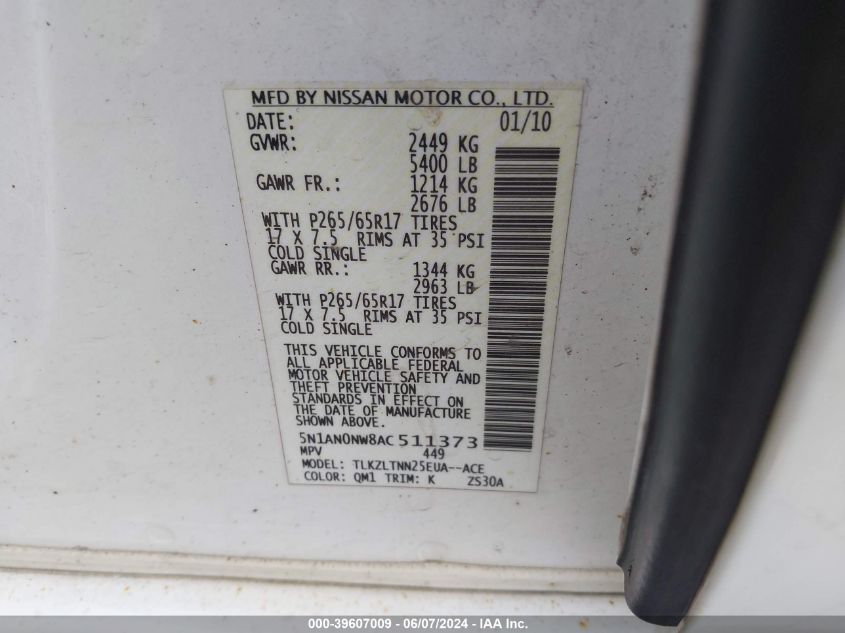 MFD BY NISSAN MOTOR CO., LTD.
DATE: 01/10
GVWR: 2449 KG
5400 LB
GAWR FR.: 1214 KG
2676 LB
WITH P265/65R17 TIRES
17 X 7.5 RIMS AT 35 PSI
COLD SINGLE
GAWR RR.: 1344 KG
2963 LB
WITH P265/65R17 TIRES
17 X 7.5 RIMS AT 35 PSI
COLD SINGLE
THIS VEHICLE CONFORMS TO
ALL APPLICABLE FEDERAL
MOTOR VEHICLE SAFETY AND
THEFT PREVENTION
STANDARDS IN EFFECT ON
THE DATE OF MANUFACTURE
SHOWN ABOVE.
5N1AN0NW8AC511373
MPV 449
MODEL: TLKZLTNN25EUA--ACE
COLOR: QM1 TRIM: K ZS30A
000-39607009 - 06/07/2024 - IAA Inc.